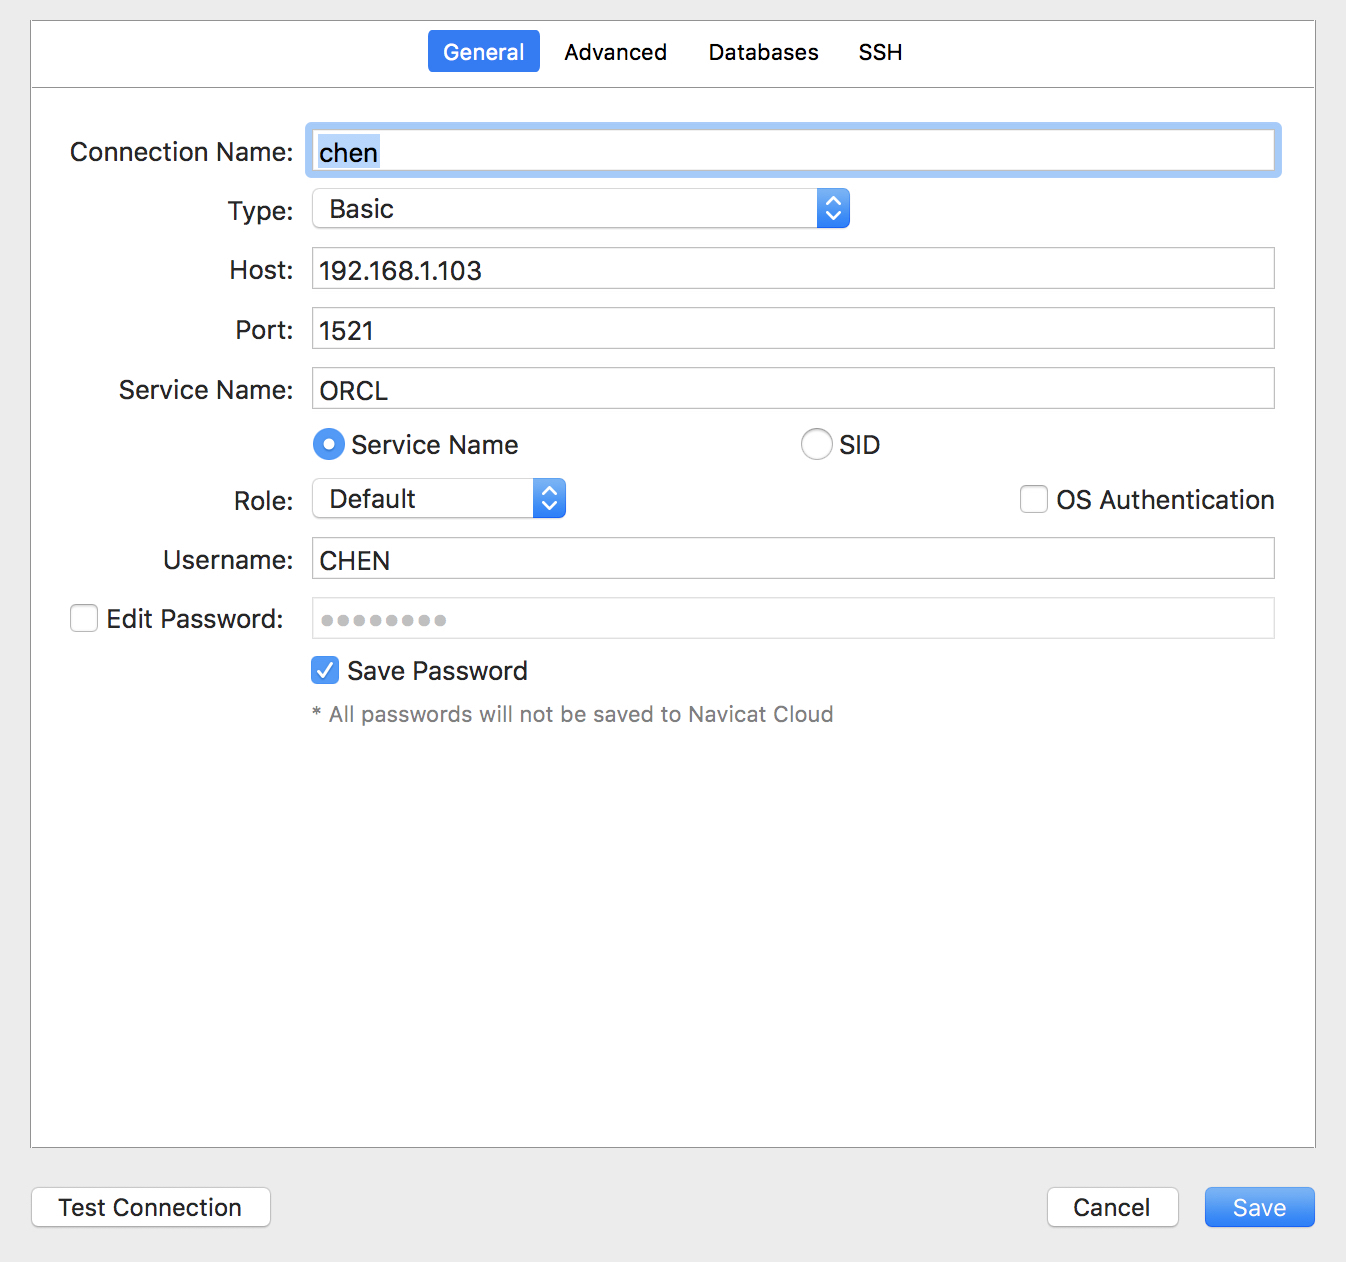 General Advanced Databases SSH
Connection Name: chen
Type: Basic
Host: 192.168.1.103
Port: 1521
Service Name: ORCL
Service Name SID
Role: Default OS Authentication
Username: CHEN
Edit Password: ••••••••
Save Password
* All passwords will not be saved to Navicat Cloud
Test Connection Cancel Save